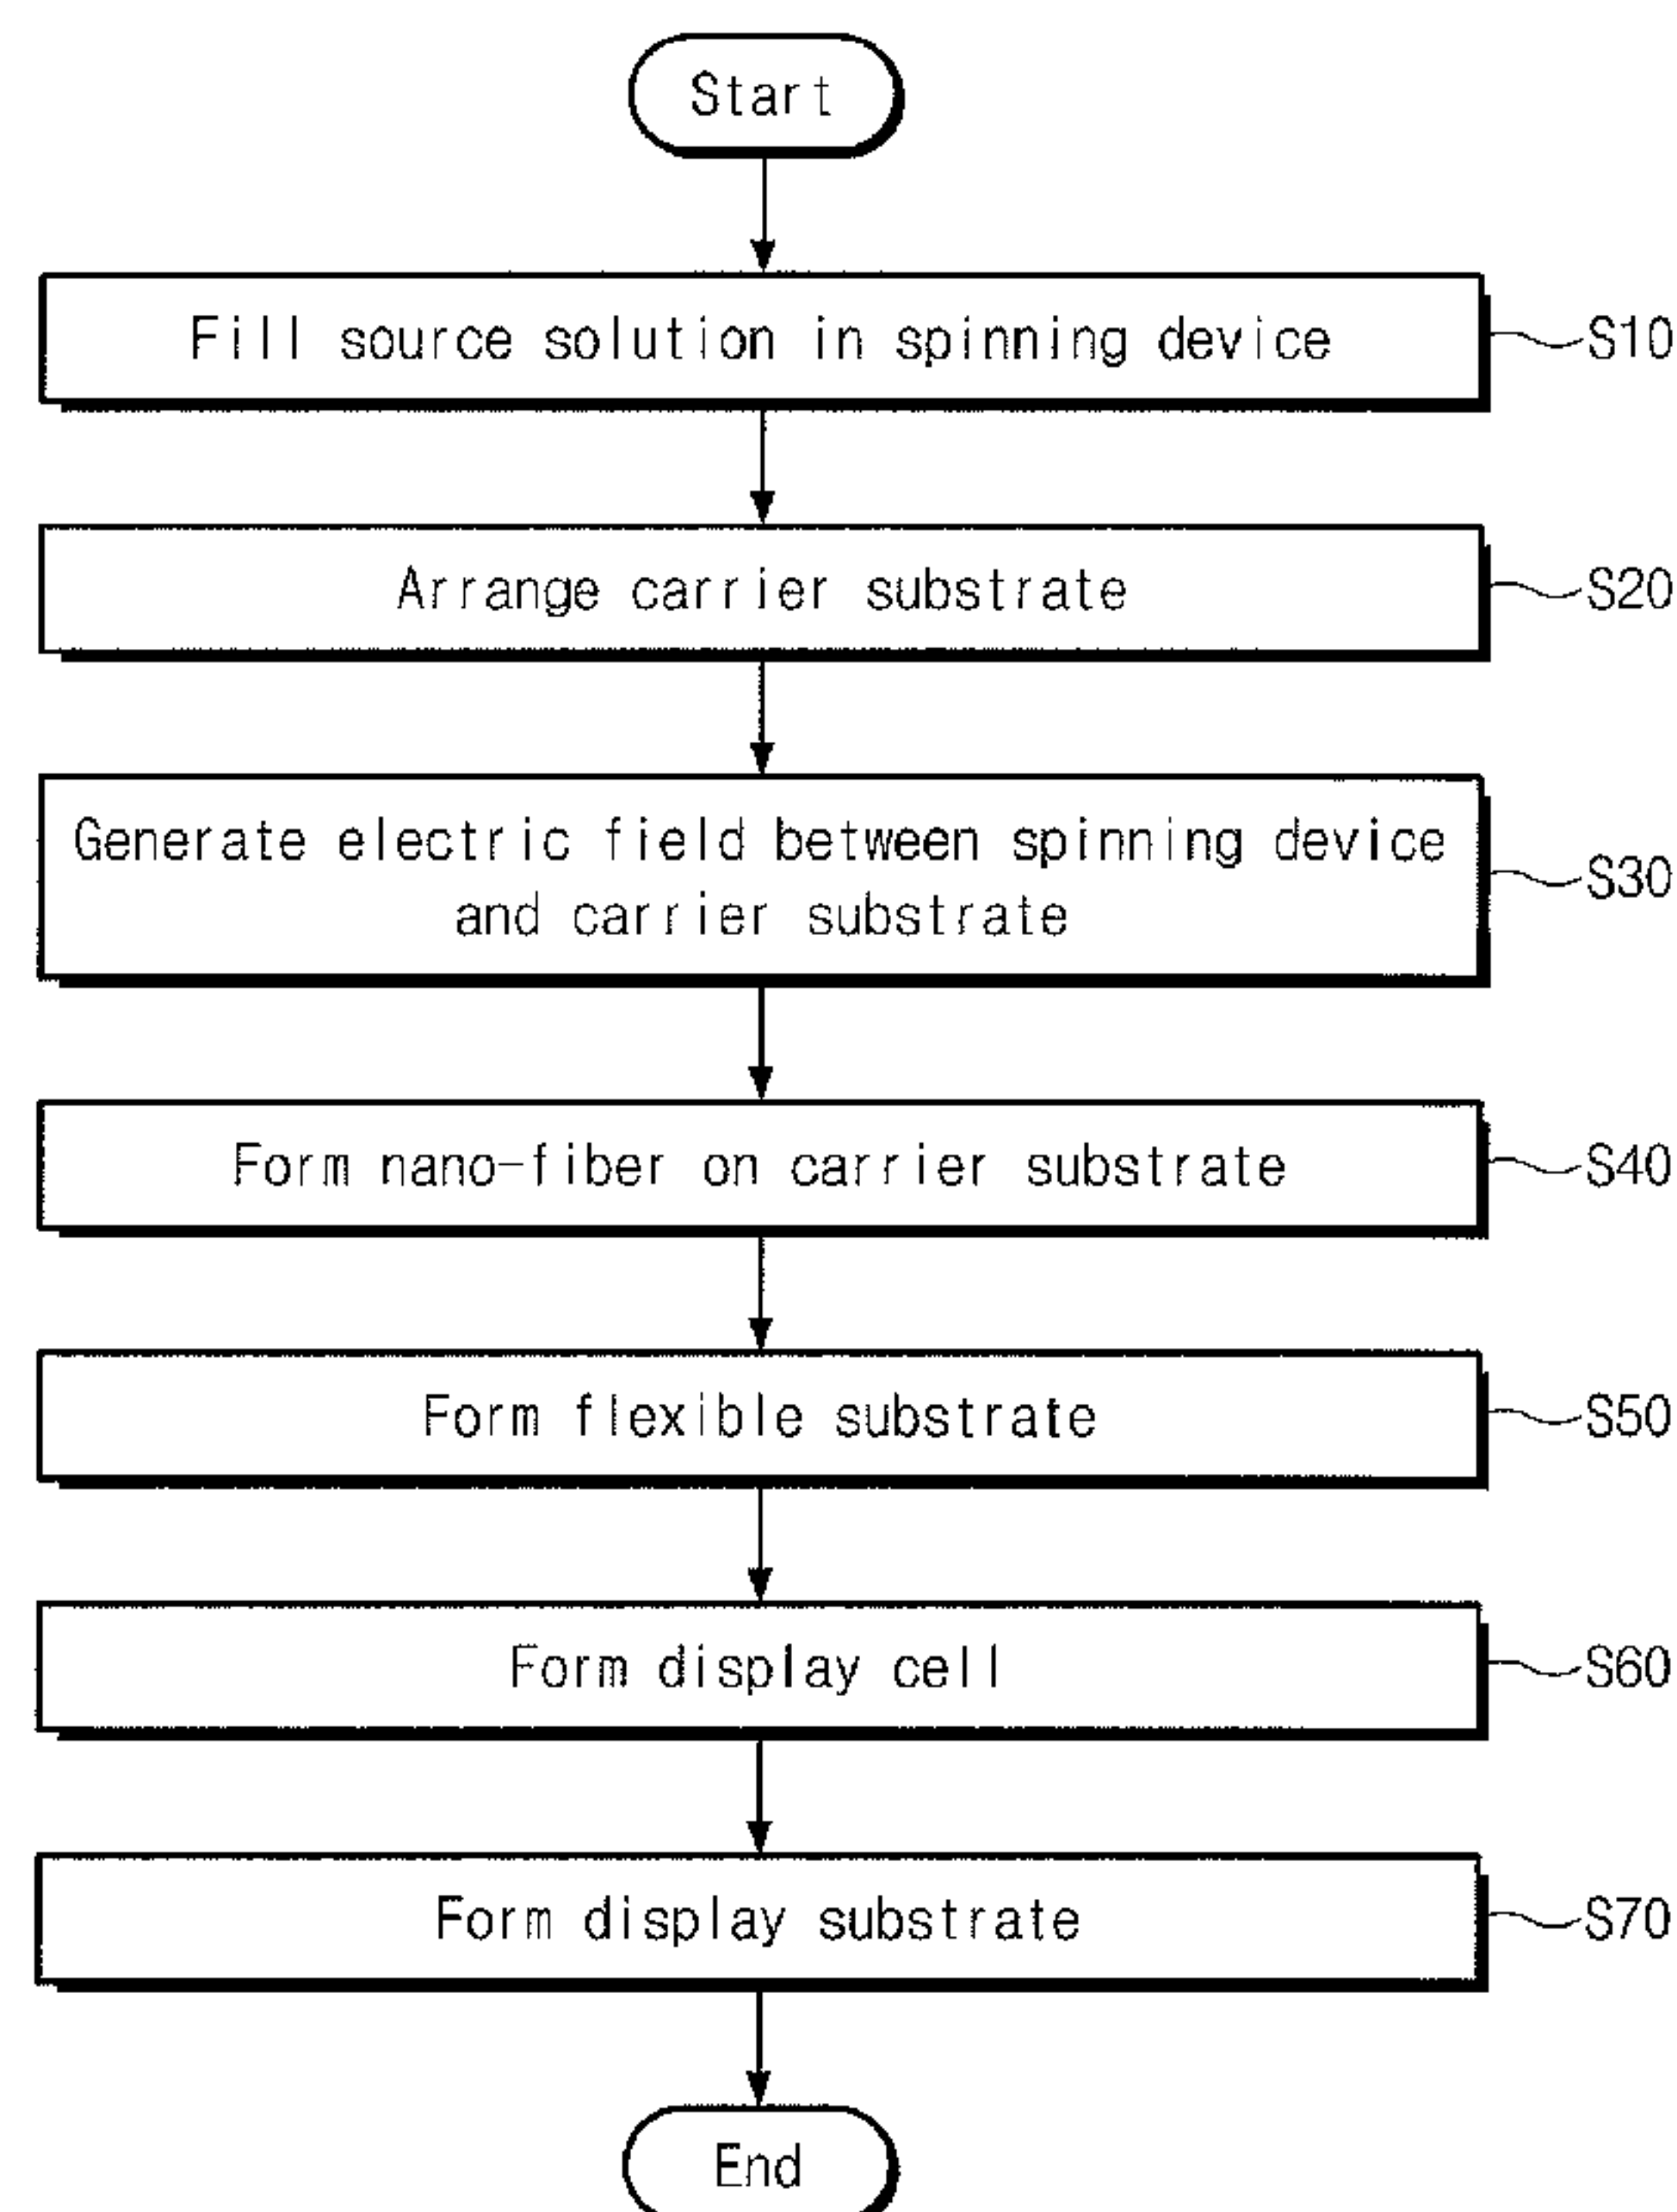 Start
Fill source solution in spinning device
S10
Arrange carrier substrate
S20
Generate electric field between spinning device
and carrier substrate
S30
Form nano-fiber on carrier substrate
S40
Form flexible substrate
S50
Form display cell
S60
Form display substrate
S70
End